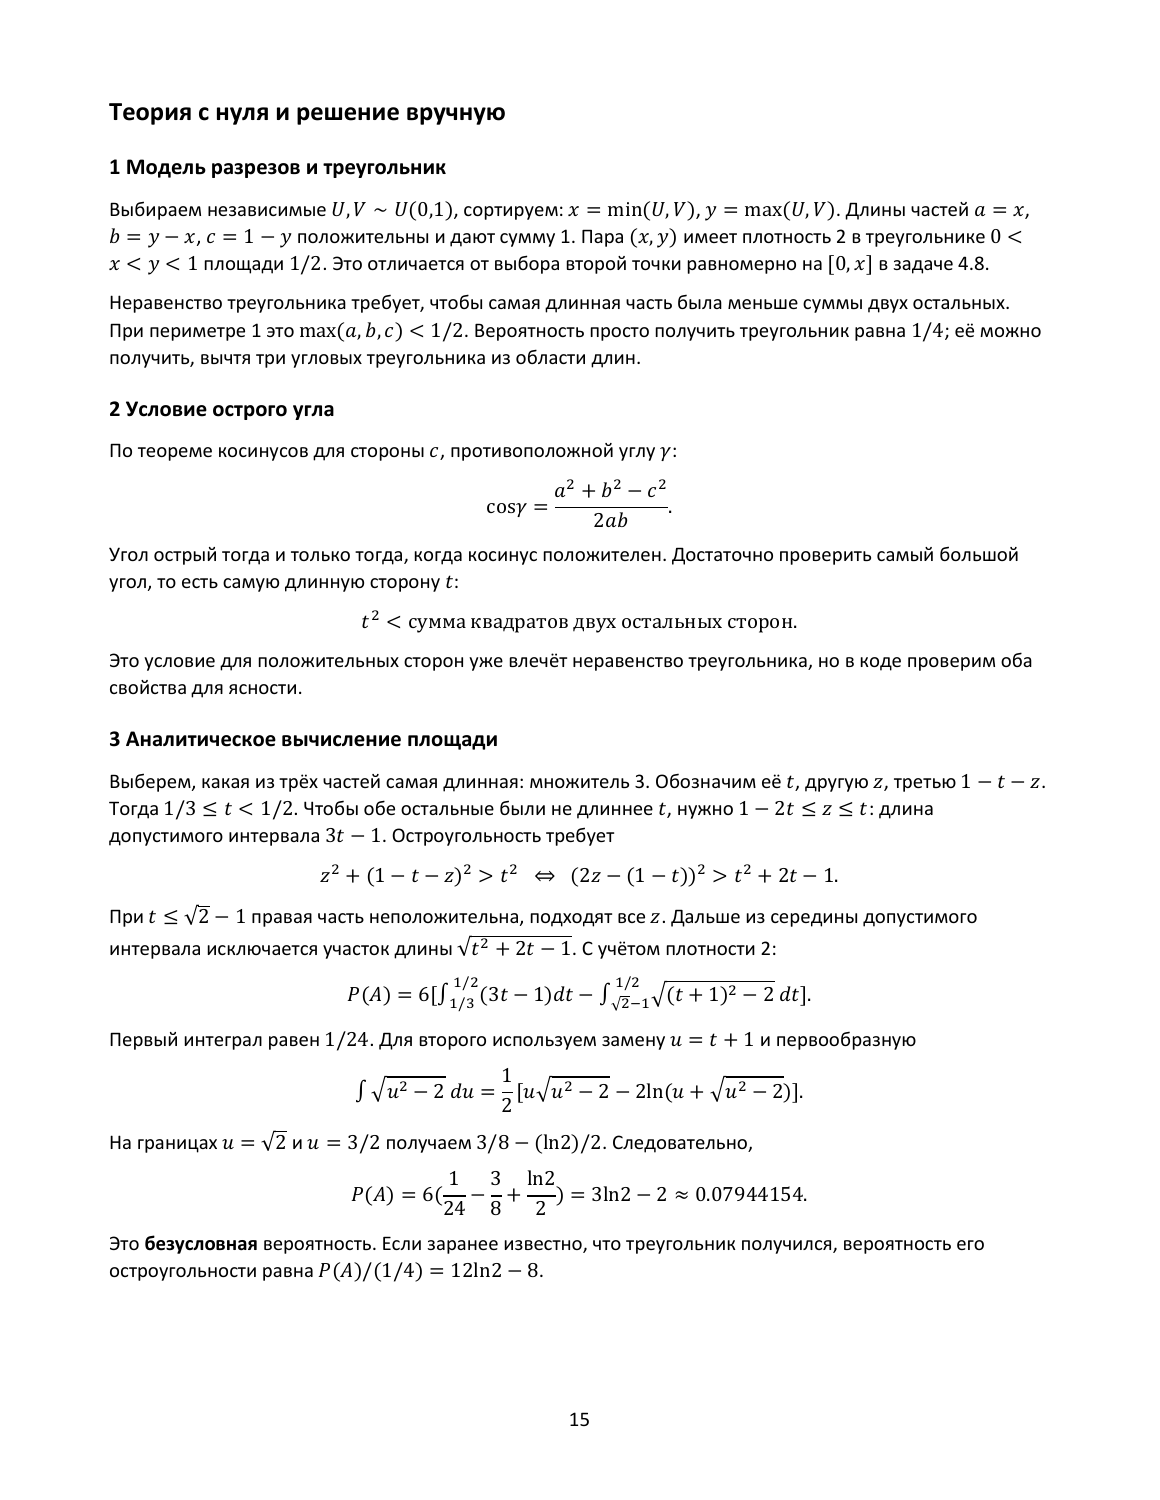 Теория с нуля и решение вручную
1 Модель разрезов и треугольник
Выбираем независимые U, V ~ U(0,1), сортируем: x = min(U, V), y = max(U, V). Длины частей a = x,
b = y − x, c = 1 − y положительны и дают сумму 1. Пара (x, y) имеет плотность 2 в треугольнике 0 <
x < y < 1 площади 1/2. Это отличается от выбора второй точки равномерно на [0, x] в задаче 4.8.
Неравенство треугольника требует, чтобы самая длинная часть была меньше суммы двух остальных.
При периметре 1 это max(a, b, c) < 1/2. Вероятность просто получить треугольник равна 1/4; её можно
получить, вычтя три угловых треугольника из области длин.
2 Условие острого угла
По теореме косинусов для стороны c, противоположной углу γ:
cosγ = (a² + b² − c²)/(2ab).
Угол острый тогда и только тогда, когда косинус положителен. Достаточно проверить самый большой
угол, то есть самую длинную сторону t:
t² < сумма квадратов двух остальных сторон.
Это условие для положительных сторон уже влечёт неравенство треугольника, но в коде проверим оба
свойства для ясности.
3 Аналитическое вычисление площади
Выберем, какая из трёх частей самая длинная: множитель 3. Обозначим её t, другую z, третью 1 − t − z.
Тогда 1/3 ≤ t < 1/2. Чтобы обе остальные были не длиннее t, нужно 1 − 2t ≤ z ≤ t: длина
допустимого интервала 3t − 1. Остроугольность требует
z² + (1 − t − z)² > t² ⇔ (2z − (1 − t))² > t² + 2t − 1.
При t ≤ √2 − 1 правая часть неположительна, подходят все z. Дальше из середины допустимого
интервала исключается участок длины √(t² + 2t − 1). С учётом плотности 2:
P(A) = 6[∫_{1/3}^{1/2}(3t − 1)dt − ∫_{√2−1}^{1/2}√((t + 1)² − 2) dt].
Первый интеграл равен 1/24. Для второго используем замену u = t + 1 и первообразную
∫√(u² − 2) du = 1/2[u√(u² − 2) − 2ln(u + √(u² − 2))].
На границах u = √2 и u = 3/2 получаем 3/8 − (ln2)/2. Следовательно,
P(A) = 6(1/24 − 3/8 + ln2/2) = 3ln2 − 2 ≈ 0.07944154.
Это безусловная вероятность. Если заранее известно, что треугольник получился, вероятность его
остроугольности равна P(A)/(1/4) = 12ln2 − 8.
15